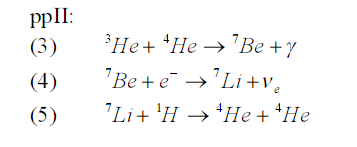 ppII:
(3) ³He + ⁴He → ⁷Be + γ
(4) ⁷Be + e⁻ → ⁷Li + νₑ
(5) ⁷Li + ¹H → ⁴He + ⁴He